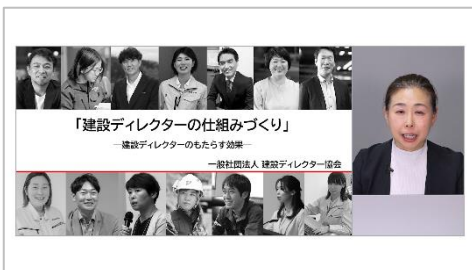 「建設ディレクターの仕組みづくり」
―建設ディレクターのもたらす効果―
一般社団法人 建設ディレクター協会